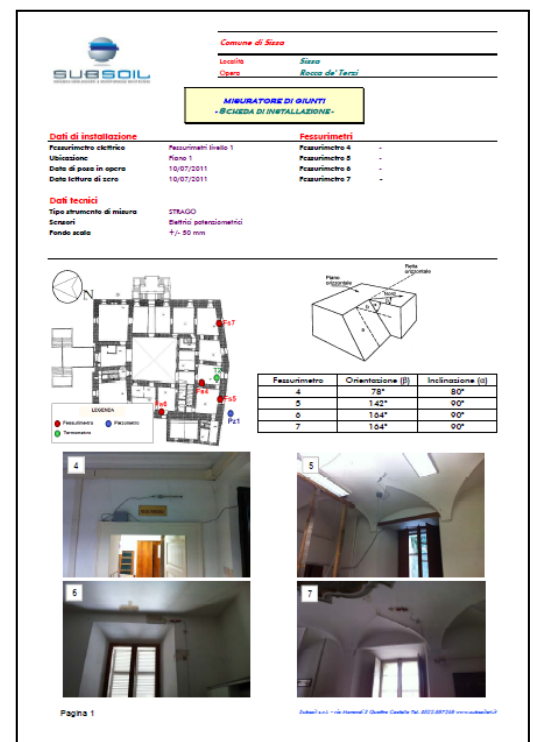 SUBSOIL
Comune di Sissa
Località Sissa
Opera Rocca de' Terzi
MISURATORE DI GIUNTI
-SCHEDA DI INSTALLAZIONE-
Dati di installazione
Fessurimetro elettrico Fessurimetri livello 1
Ubicazione Piano 1
Data di posa in opera 10/07/2011
Data lettura di zero 10/07/2011
Fessurimetri
Fessurimetro 4 -
Fessurimetro 5 -
Fessurimetro 6 -
Fessurimetro 7 -
Dati tecnici
Tipo strumento di misura STRAGO
Sensori Elettrici potenziometrici
Fondo scala +/- 50 mm
N
Fs7
T2
Fs4
Fs5
Fs6
Pz1
LEGENDA
Fessurimetro Piezometro
Termometro
Piano
orizzontale
Retta
orizzontale
Nord
Fessurimetro Orientazione (β) Inclinazione (α)
4 78° 80°
5 142° 90°
6 164° 90°
7 164° 90°
4
5
6
7
Pagina 1